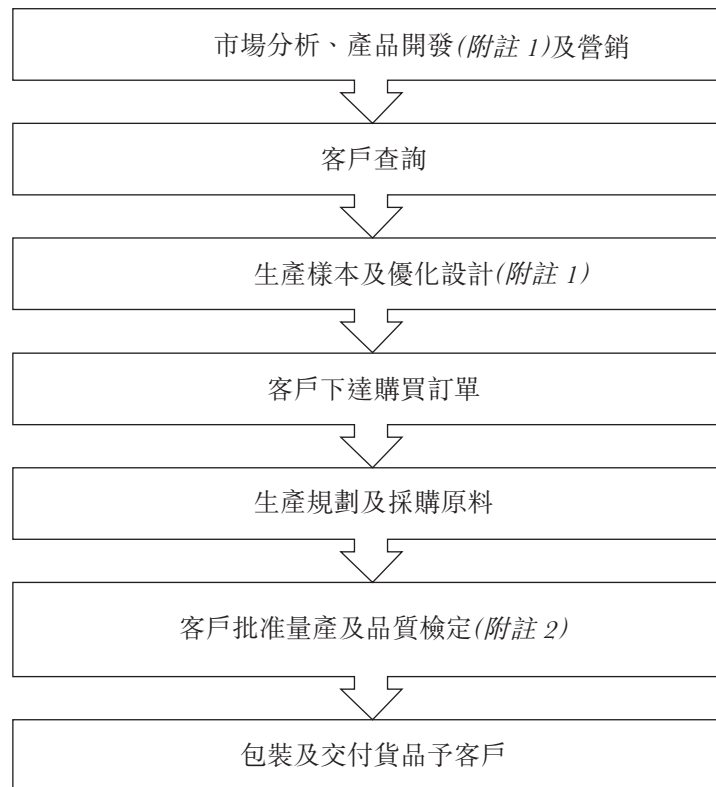 市場分析、產品開發(附註 1)及營銷
客戶查詢
生產樣本及優化設計(附註 1)
客戶下達購買訂單
生產規劃及採購原料
客戶批准量產及品質檢定(附註 2)
包裝及交付貨品予客戶